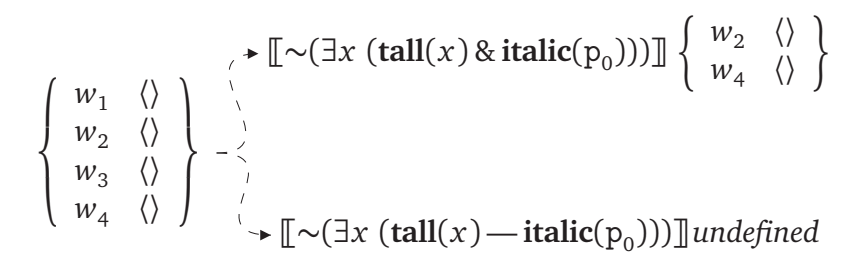 ⟦∼(∃x (tall(x) & italic(p₀)))⟧ { w₂ ⟨⟩
w₄ ⟨⟩ }
{ w₁ ⟨⟩
w₂ ⟨⟩
w₃ ⟨⟩
w₄ ⟨⟩ }
⟦∼(∃x (tall(x) — italic(p₀)))⟧ undefined